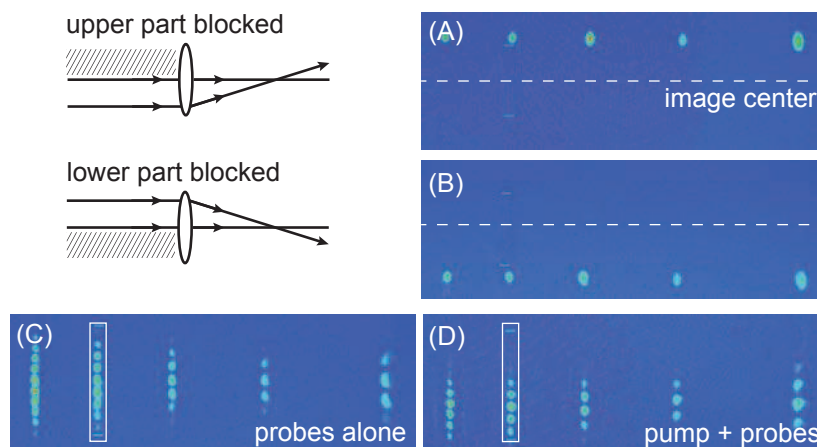 upper part blocked
lower part blocked
(A)
image center
(B)
(C)
probes alone
(D)
pump + probes